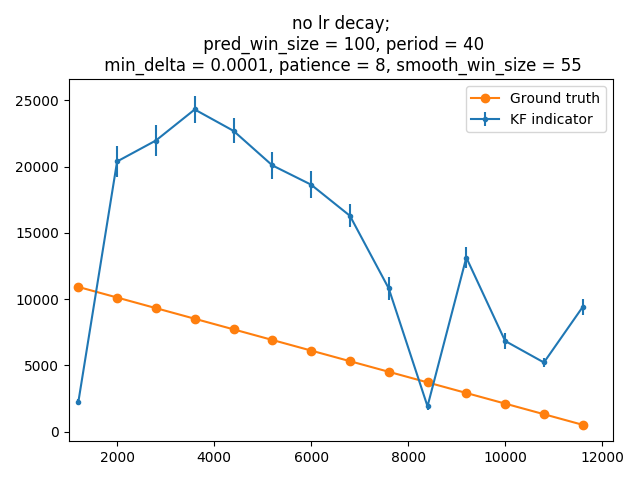 no lr decay;
pred_win_size = 100, period = 40
min_delta = 0.0001, patience = 8, smooth_win_size = 55
25000
20000
15000
10000
5000
0
Ground truth
KF indicator
2000
4000
6000
8000
10000
12000